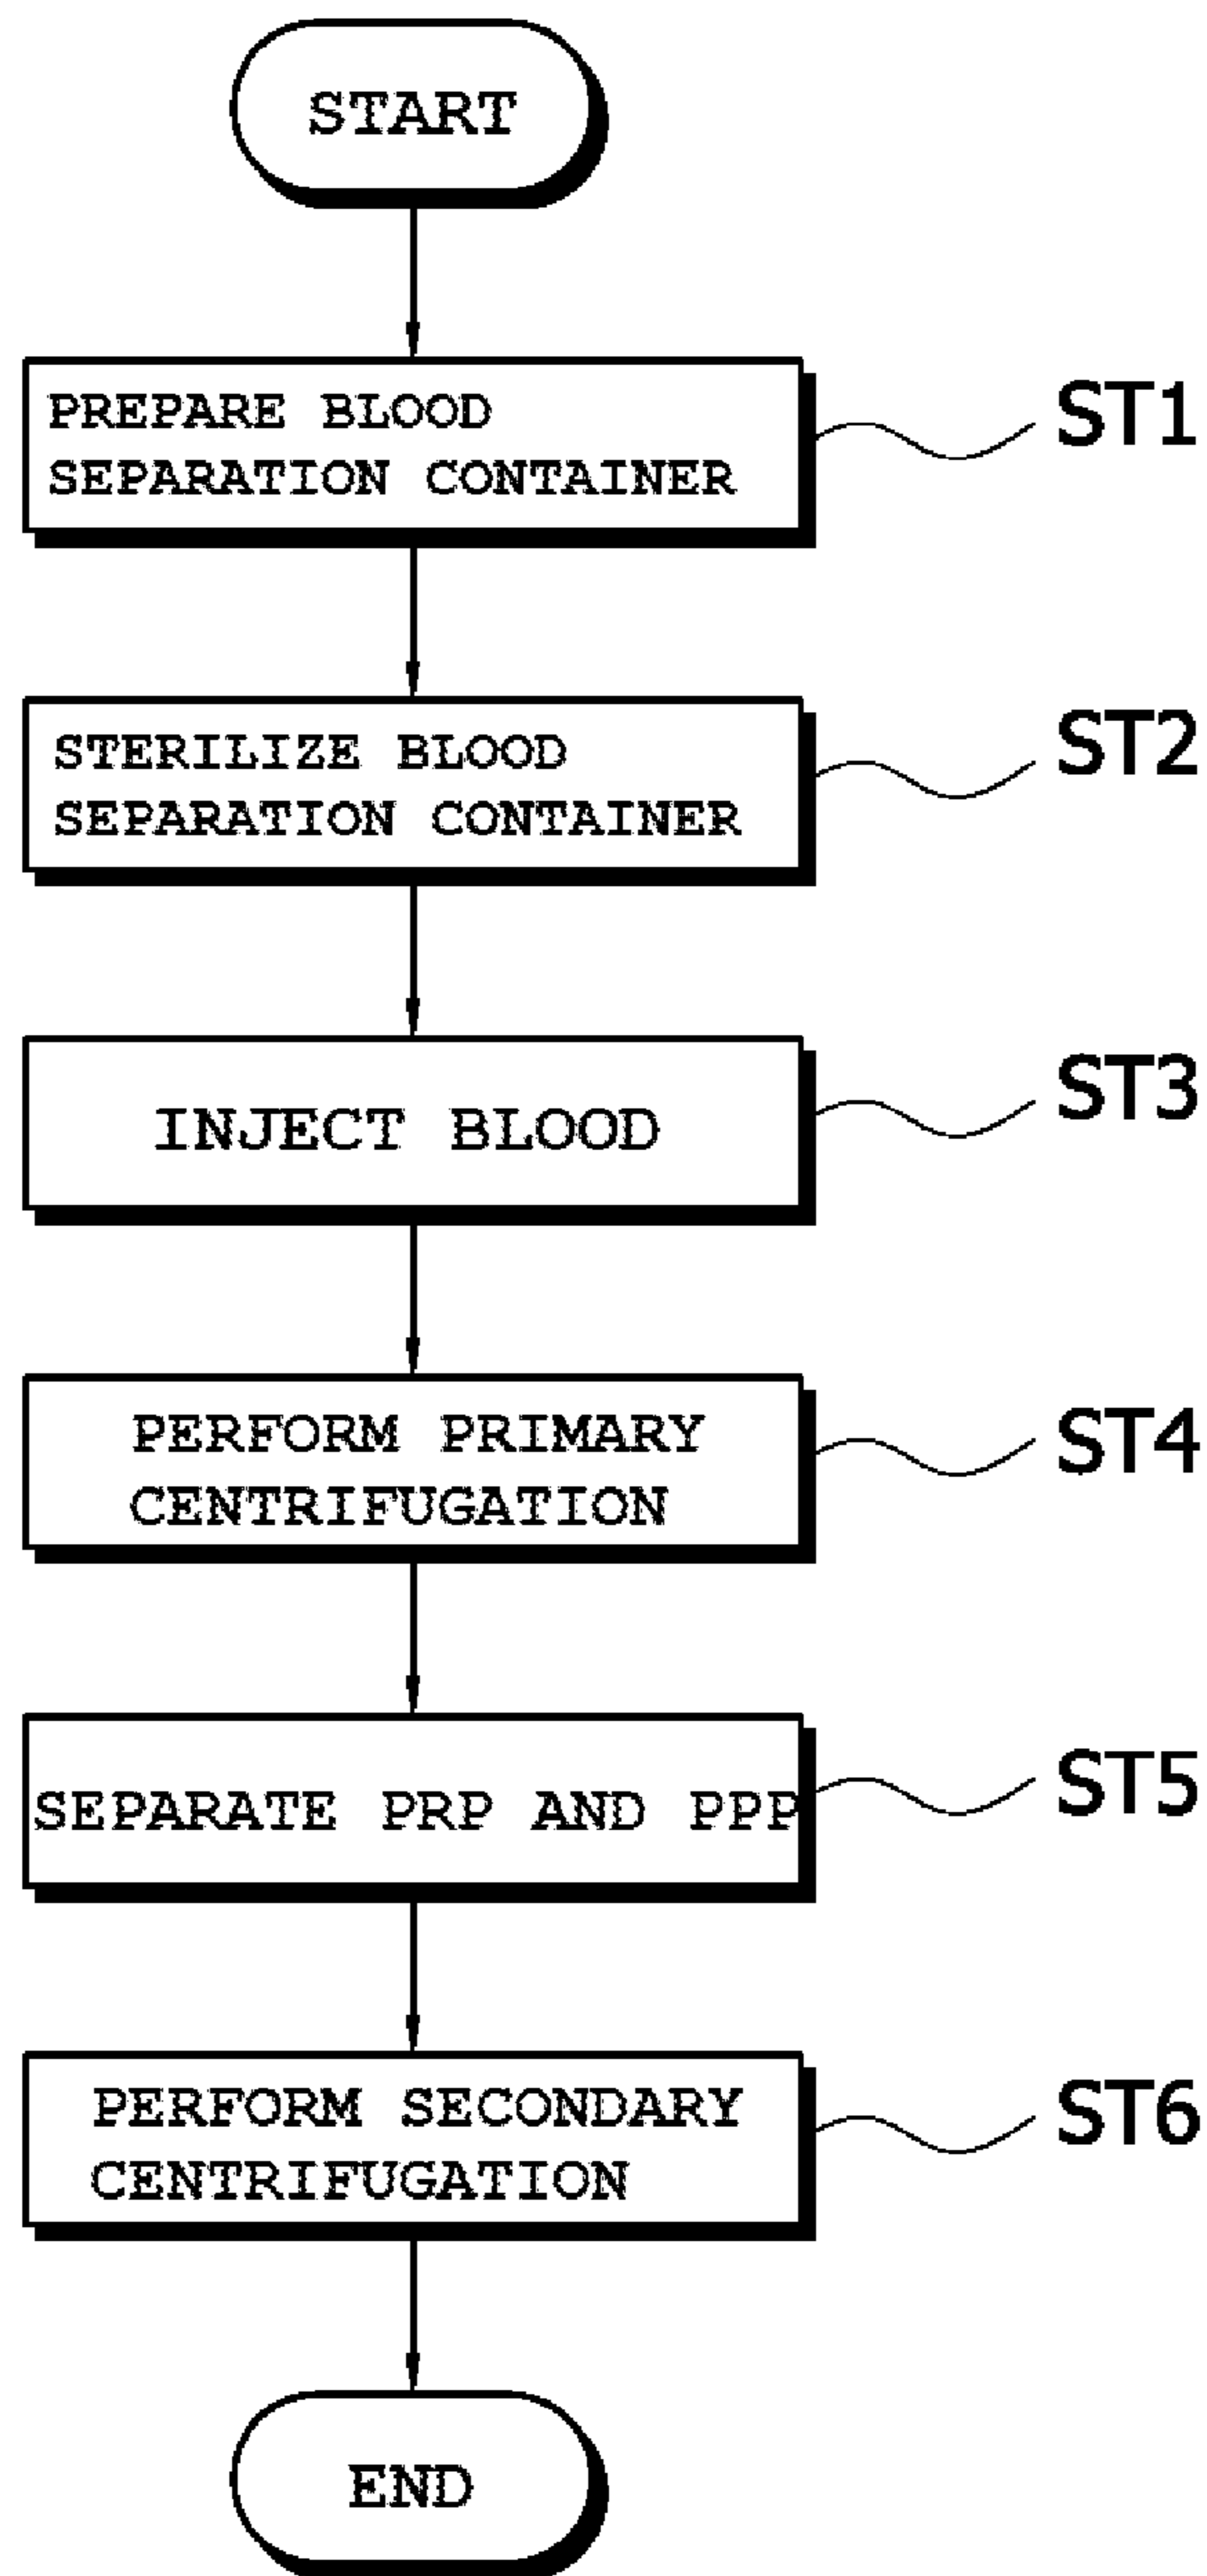 START
PREPARE BLOOD
SEPARATION CONTAINER
ST1
STERILIZE BLOOD
SEPARATION CONTAINER
ST2
INJECT BLOOD
ST3
PERFORM PRIMARY
CENTRIFUGATION
ST4
SEPARATE PRP AND PPP
ST5
PERFORM SECONDARY
CENTRIFUGATION
ST6
END